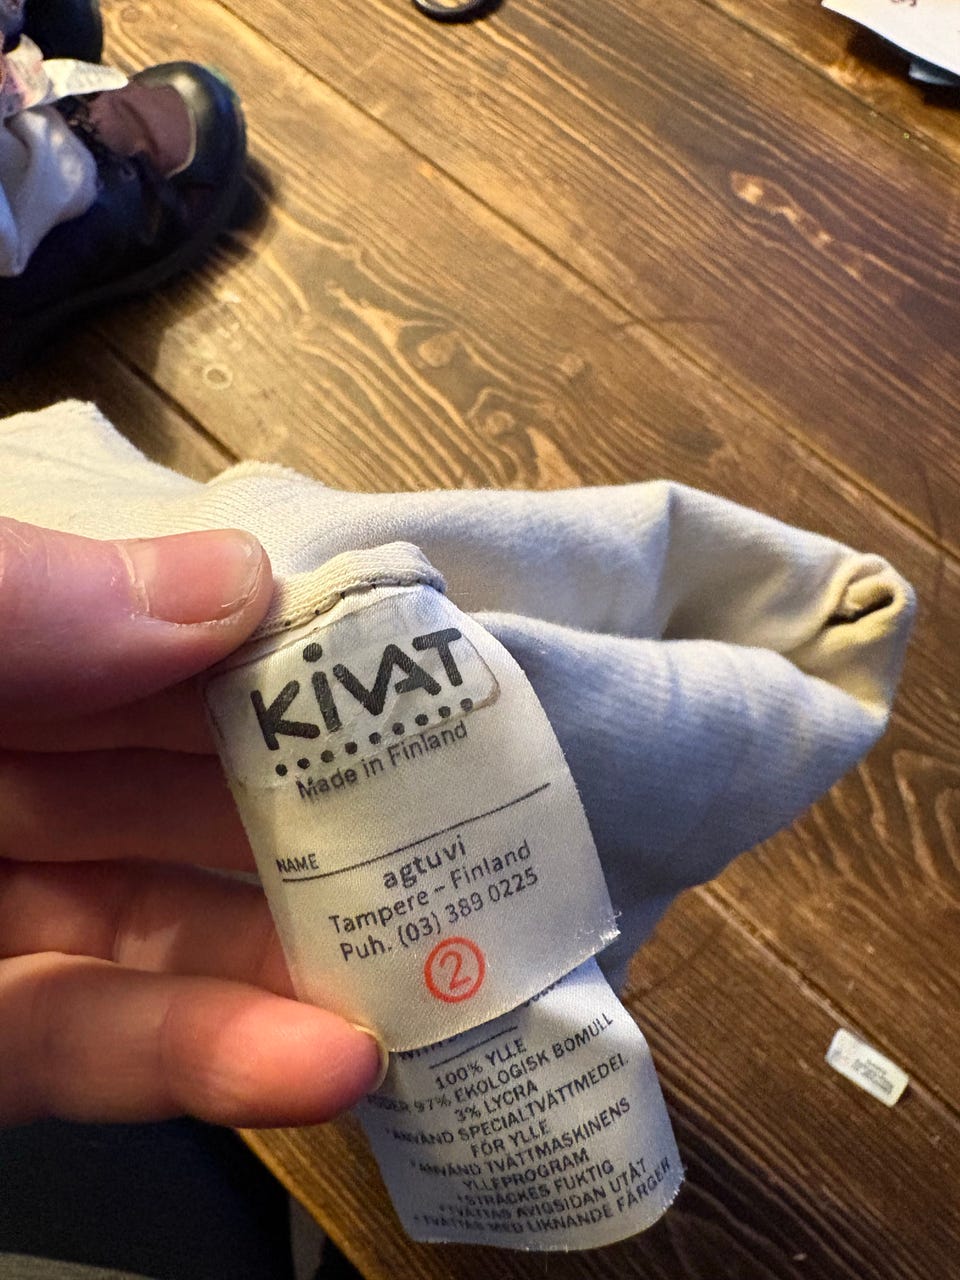 KiVAT
Made in Finland
NAME
agtuvi
Tampere – Finland
Puh. (03) 389 0225
2
100% YLLE
97% EKOLOGISK BOMULL
3% LYCRA
*ANVÄND SPECIALTVÄTTMEDEL
FÖR YLLE
*ANVÄND TVÄTTMASKINENS
YLLEPROGRAM
*STRÄCKES FUKTIG
*TVÄTTAS AVIGSIDAN UTÅT
*TVÄTTAS MED LIKNANDE FÄRGER